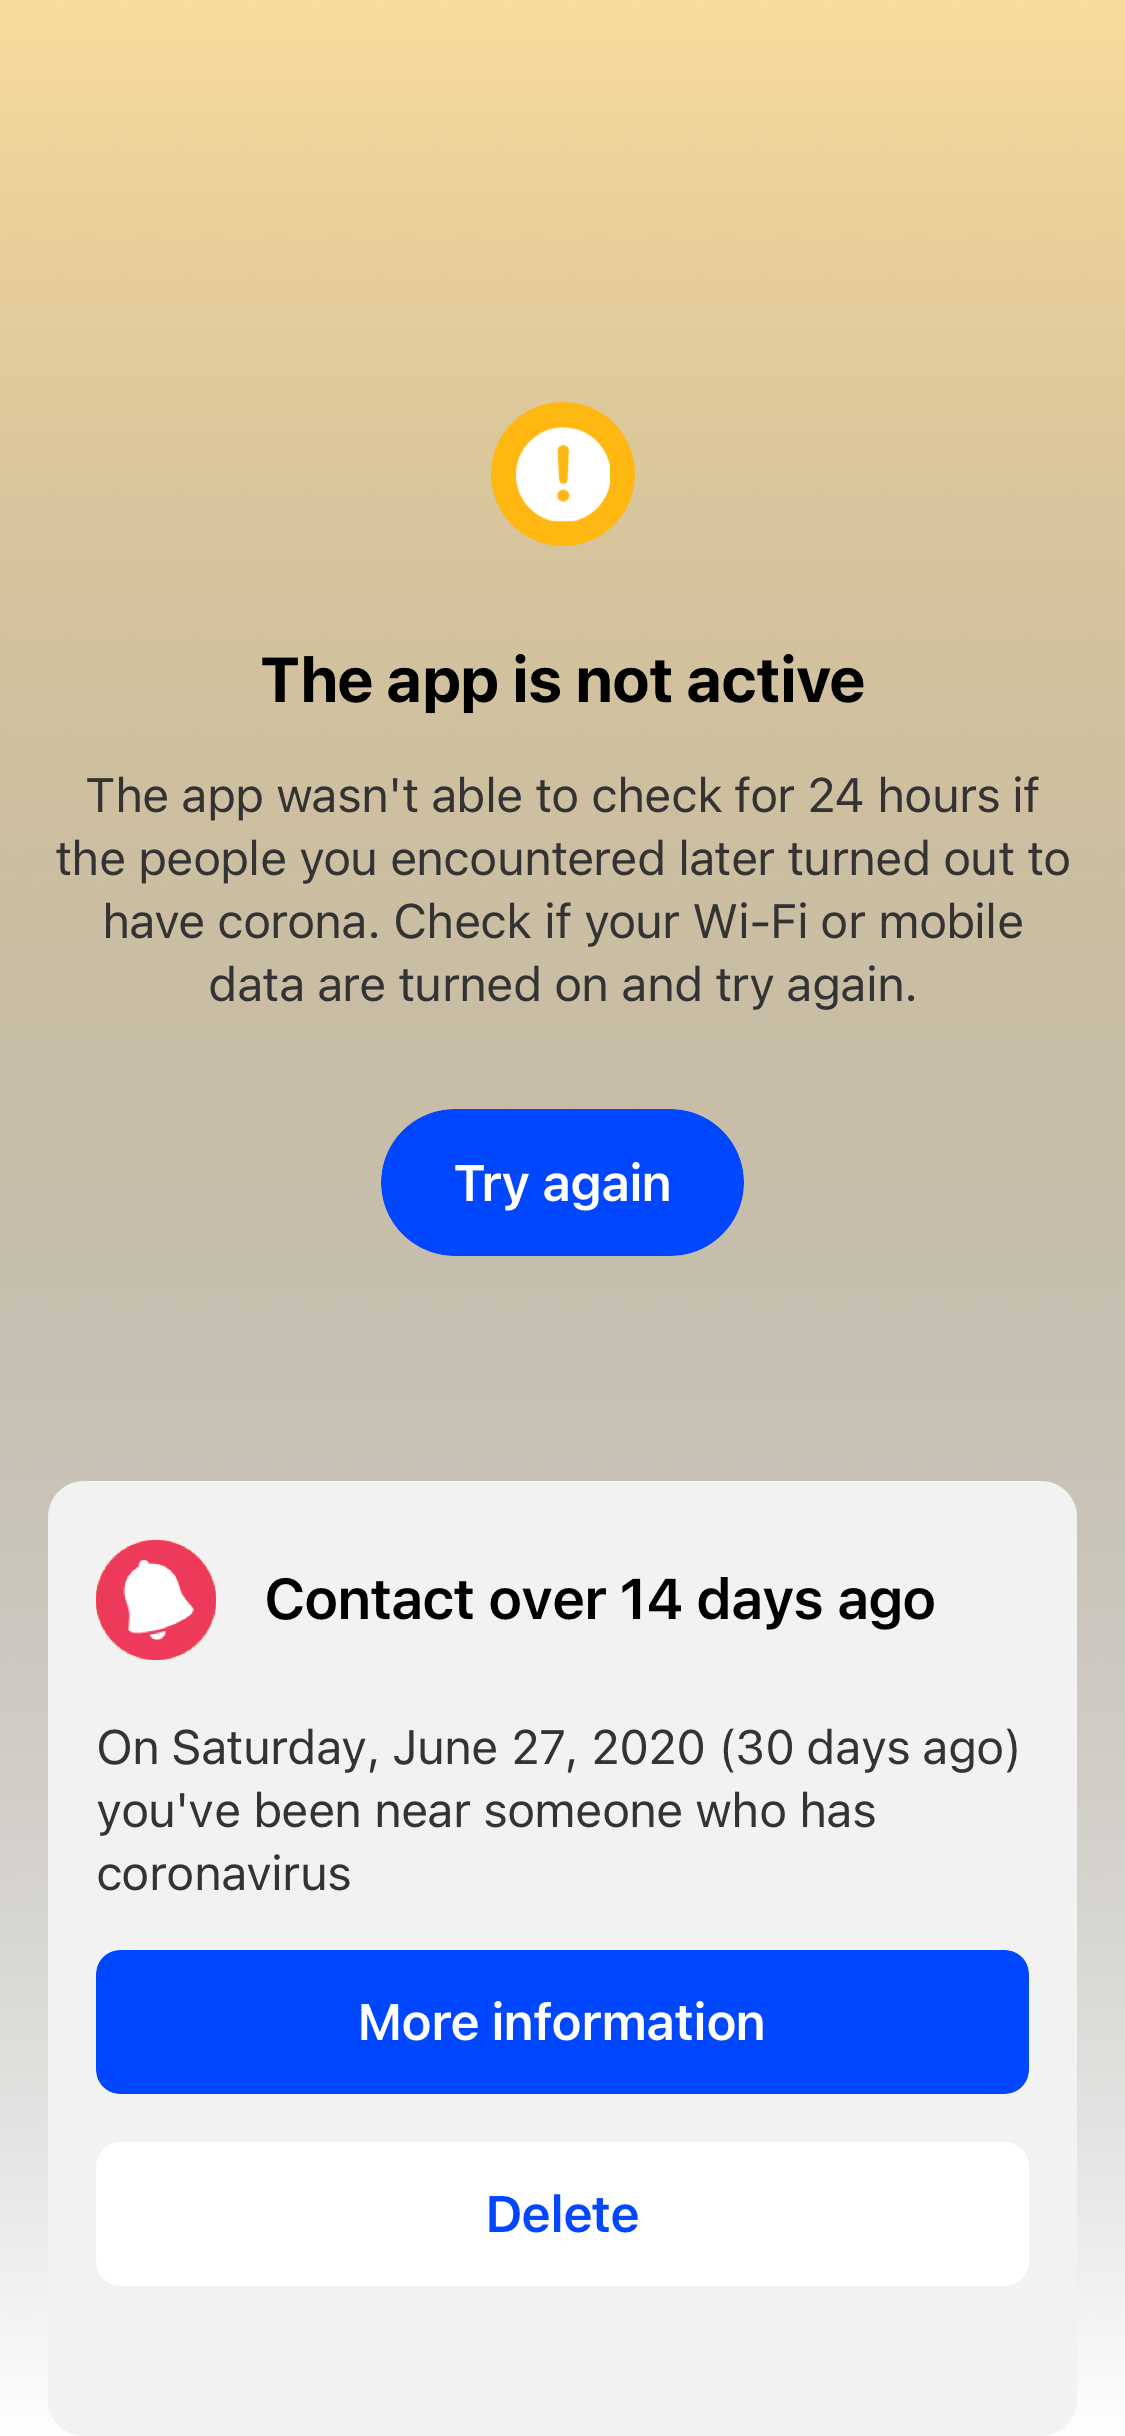 The app is not active
The app wasn't able to check for 24 hours if
the people you encountered later turned out to
have corona. Check if your Wi-Fi or mobile
data are turned on and try again.
Try again
Contact over 14 days ago
On Saturday, June 27, 2020 (30 days ago)
you've been near someone who has
coronavirus
More information
Delete